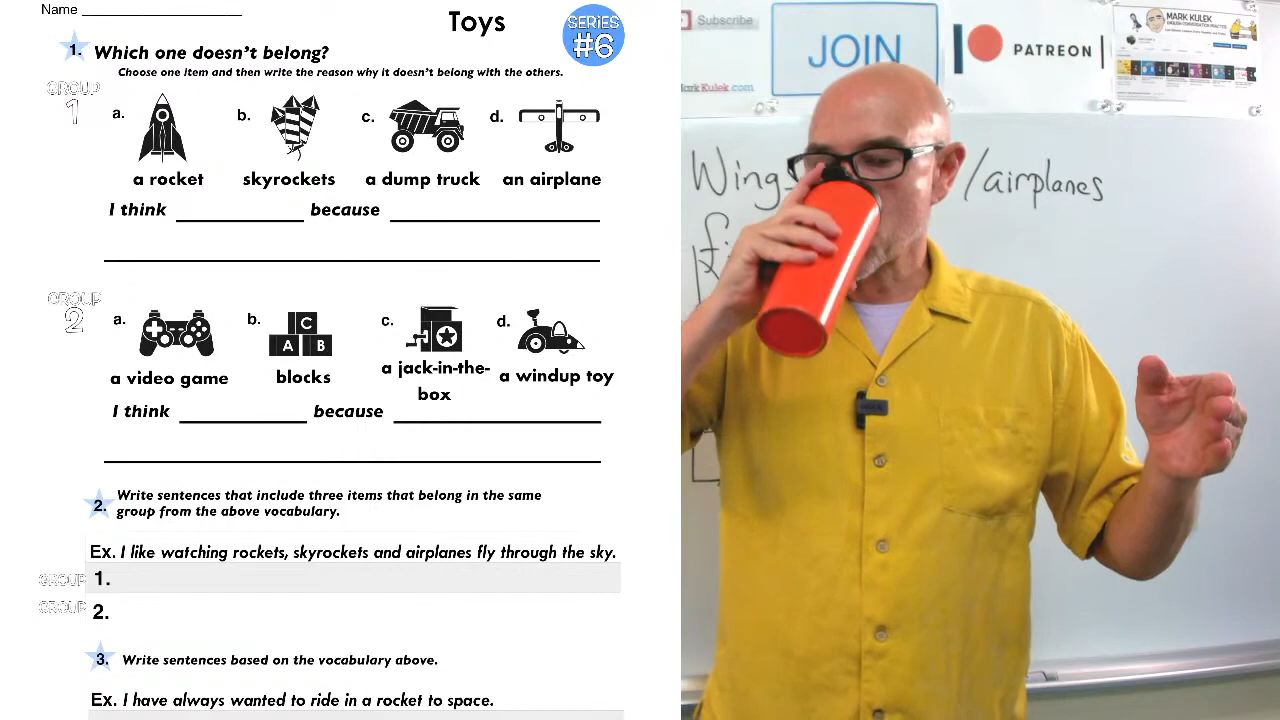 Name
Toys
SERIES
#6
1. Which one doesn't belong?
Choose one item and then write the reason why it doesn't belong with the others.
GROUP
1
a. b. c. d.
a rocket skyrockets a dump truck an airplane
I think because
GROUP
2
a. b. c. d.
C
A B
a video game blocks a jack-in-the-box a windup toy
I think because
2. Write sentences that include three items that belong in the same
group from the above vocabulary.
Ex. I like watching rockets, skyrockets and airplanes fly through the sky.
GROUP 1.
GROUP 2.
3. Write sentences based on the vocabulary above.
Ex. I have always wanted to ride in a rocket to space.
Subscribe
MarkKulek.com
JOIN
PATREON
MARK KULEK
Wing /airplanes